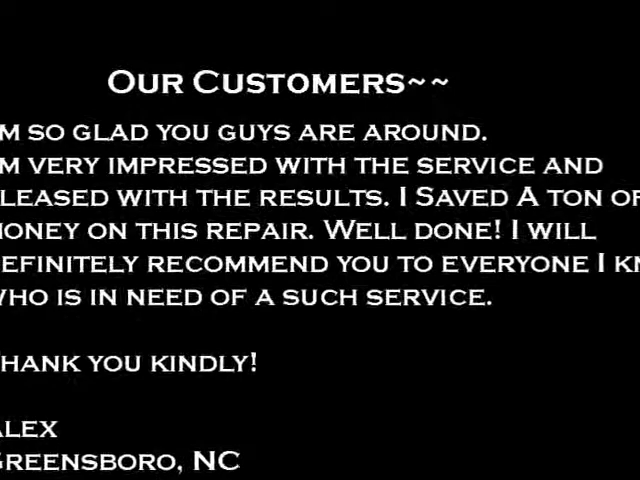 Our Customers~~
M so glad you guys are around.
M very impressed with the service and
leased with the results. I Saved A ton of
oney on this repair. Well done! I will
efinitely recommend you to everyone I kn
who is in need of a such service.
hank you kindly!
Alex
Greensboro, NC